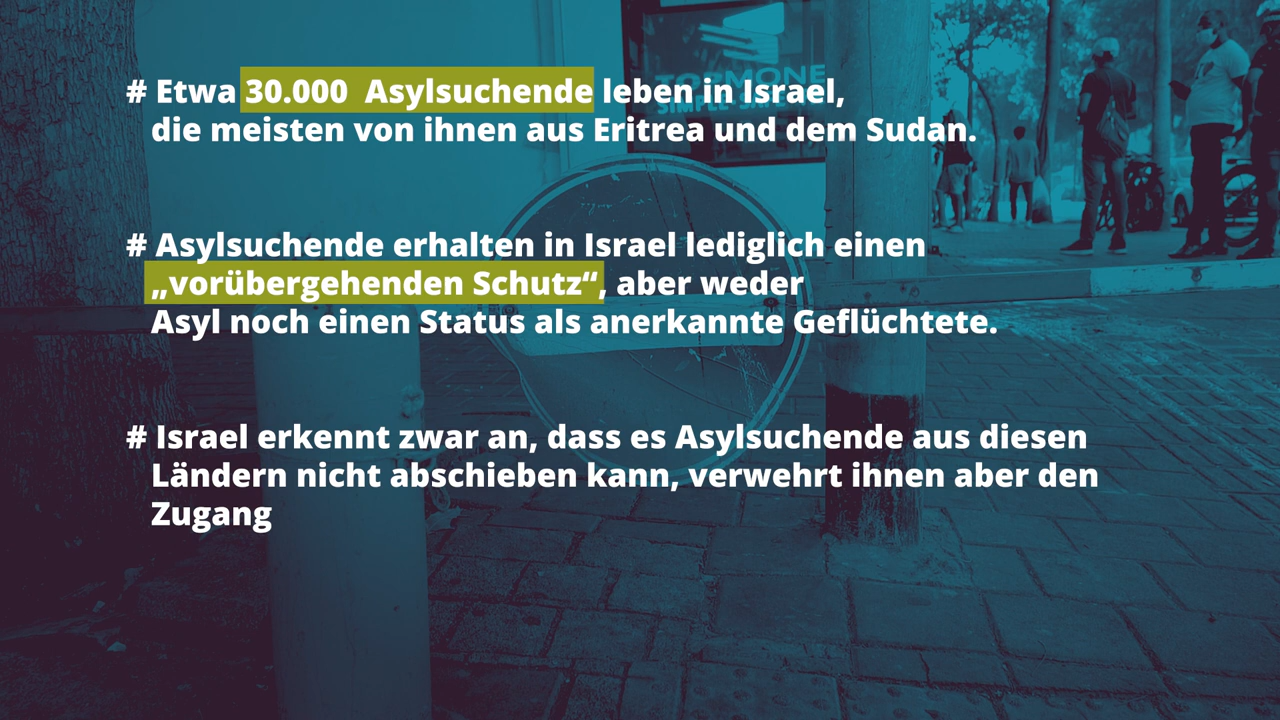 # Etwa 30.000 Asylsuchende leben in Israel,
die meisten von ihnen aus Eritrea und dem Sudan.
# Asylsuchende erhalten in Israel lediglich einen
„vorübergehenden Schutz“, aber weder
Asyl noch einen Status als anerkannte Geflüchtete.
# Israel erkennt zwar an, dass es Asylsuchende aus diesen
Ländern nicht abschieben kann, verwehrt ihnen aber den
Zugang